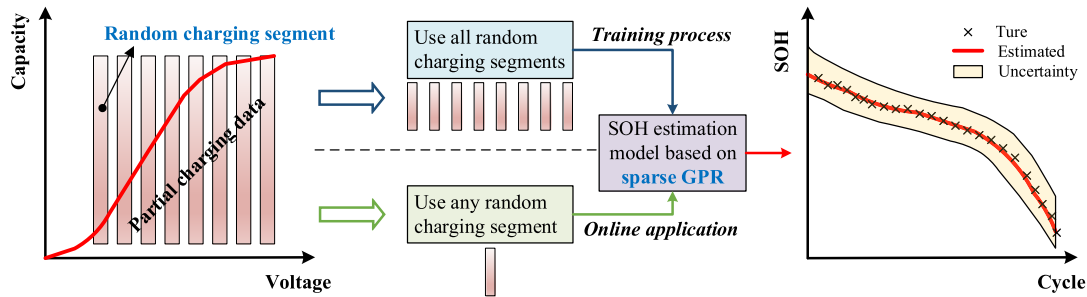 Capacity
Random charging segment
Partial charging data
Voltage
Use all random
charging segments
Training process
SOH estimation
model based on
sparse GPR
Use any random
charging segment
Online application
SOH
Ture
Estimated
Uncertainty
Cycle